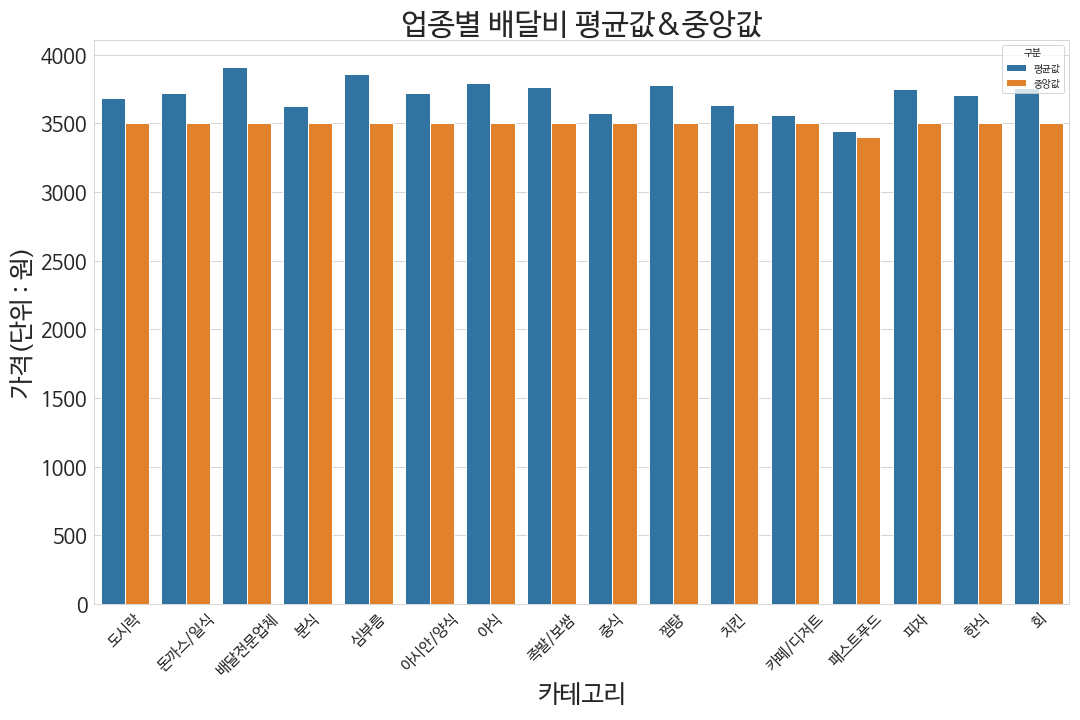 업종별 배달비 평균값&중앙값
구분
평균값
중앙값
가격(단위 : 원)
4000
3500
3000
2500
2000
1500
1000
500
0
도시락
돈까스/일식
배달전문업체
분식
심부름
아시안/양식
야식
족발/보쌈
중식
찜탕
치킨
카페/디저트
패스트푸드
피자
한식
회
카테고리